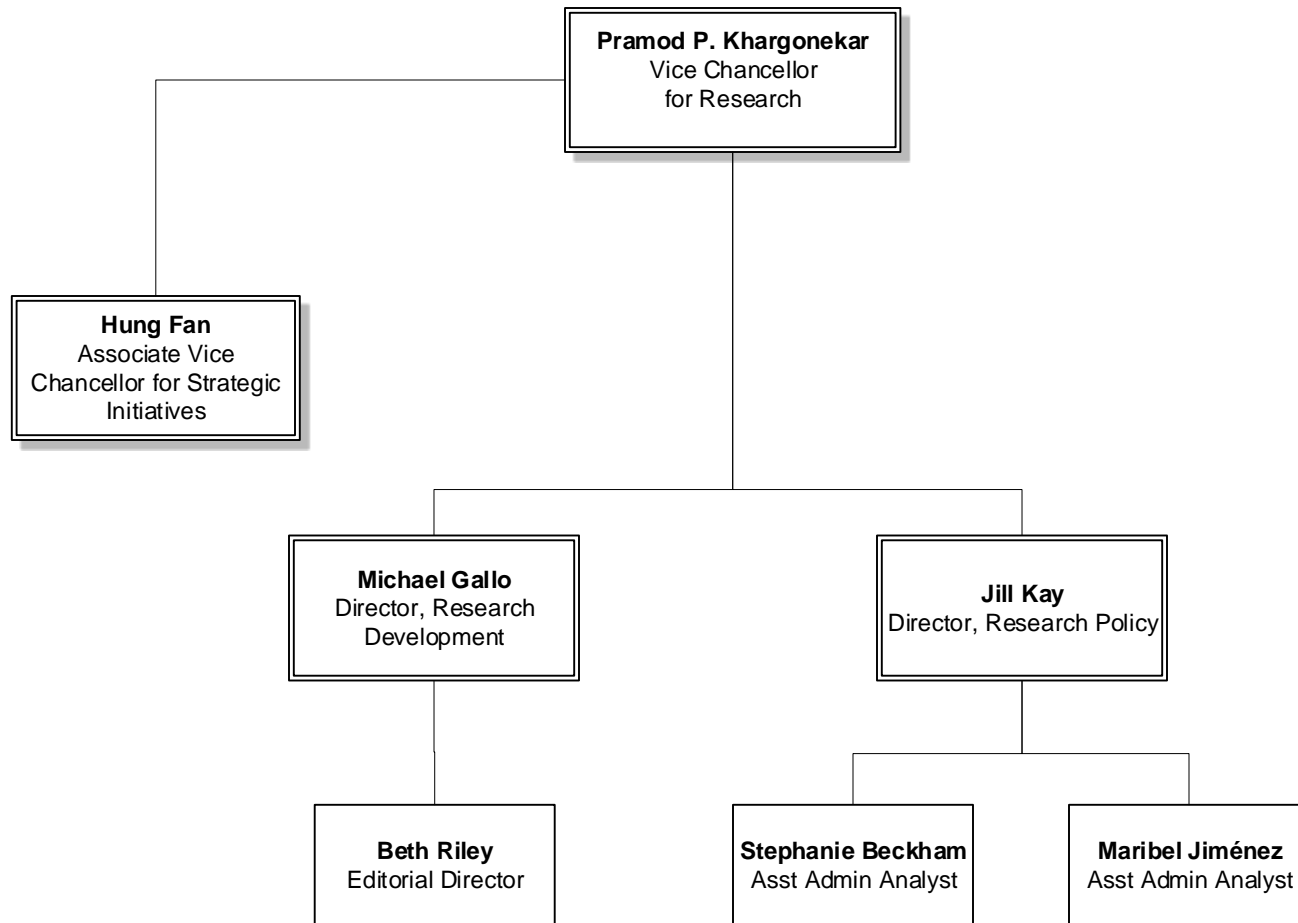 Pramod P. Khargonekar
Vice Chancellor
for Research
Hung Fan
Associate Vice
Chancellor for Strategic
Initiatives
Michael Gallo
Director, Research
Development
Jill Kay
Director, Research Policy
Beth Riley
Editorial Director
Stephanie Beckham
Asst Admin Analyst
Maribel Jiménez
Asst Admin Analyst